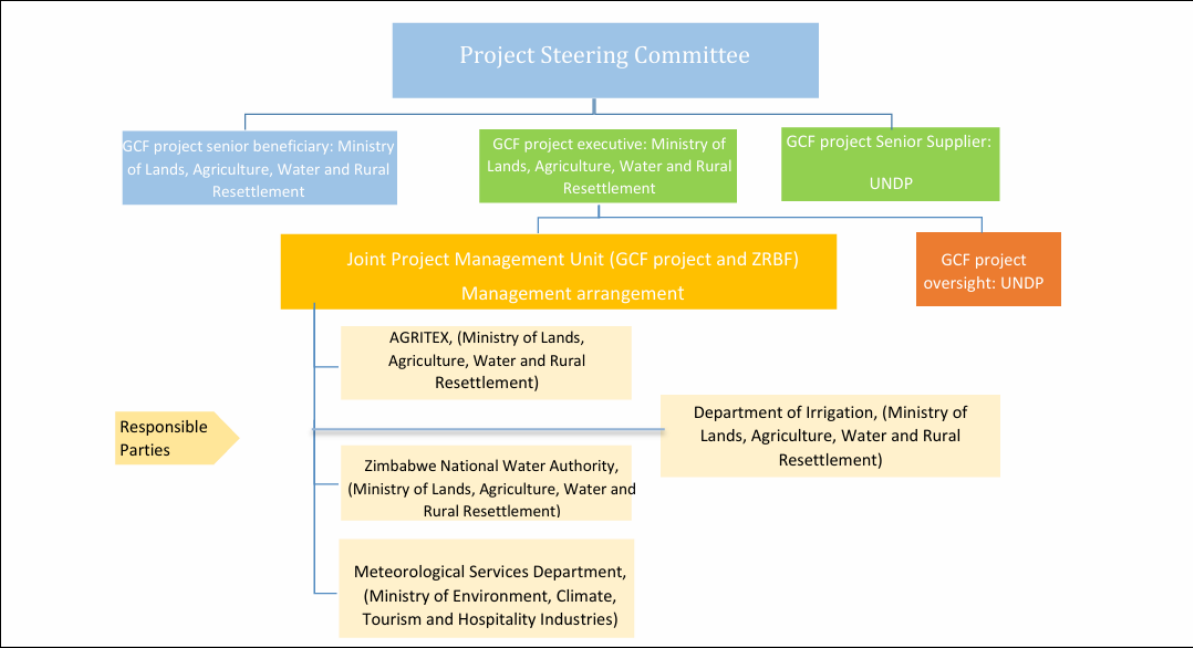 Project Steering Committee
GCF project senior beneficiary: Ministry
of Lands, Agriculture, Water and Rural
Resettlement
GCF project executive: Ministry of
Lands, Agriculture, Water and Rural
Resettlement
GCF project Senior Supplier:
UNDP
Joint Project Management Unit (GCF project and ZRBF)
Management arrangement
GCF project
oversight: UNDP
AGRITEX, (Ministry of Lands,
Agriculture, Water and Rural
Resettlement)
Responsible
Parties
Department of Irrigation, (Ministry of
Lands, Agriculture, Water and Rural
Resettlement)
Zimbabwe National Water Authority,
(Ministry of Lands, Agriculture, Water and
Rural Resettlement)
Meteorological Services Department,
(Ministry of Environment, Climate,
Tourism and Hospitality Industries)